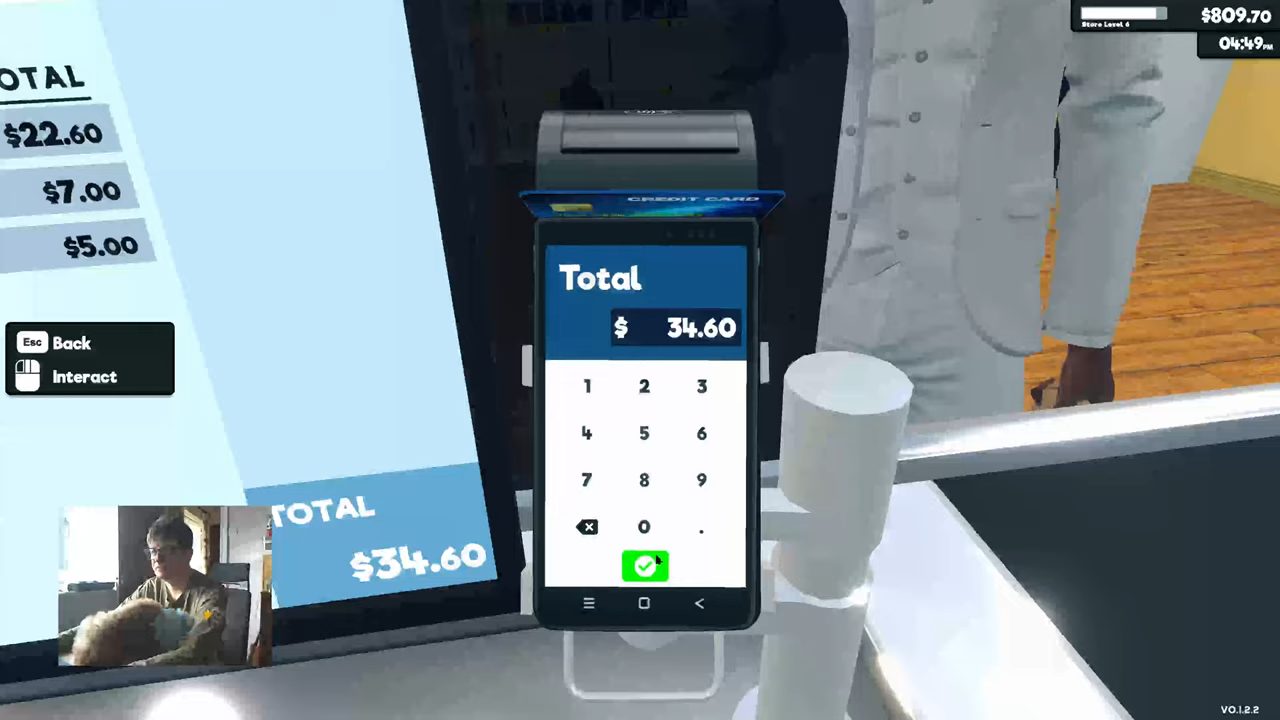 $809.70
Store Level 6
04:49PM
OTAL
$22.60
$7.00
$5.00
Esc Back
Interact
TOTAL
$34.60
CREDIT CARD
Total
$ 34.60
1 2 3
4 5 6
7 8 9
0 .
V0.1.2.2